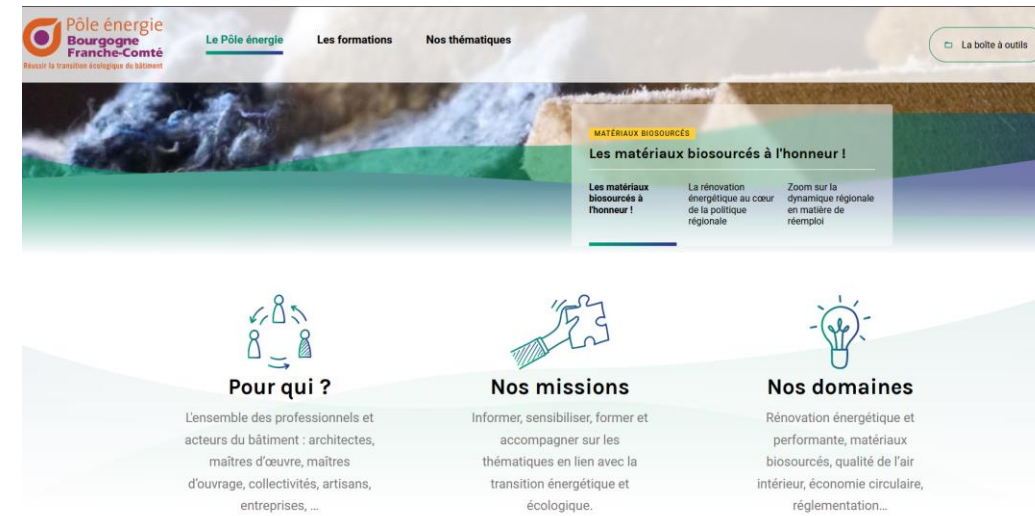 Pôle énergie
Bourgogne
Franche-Comté
Réussir la transition écologique du bâtiment
Le Pôle énergie
Les formations
Nos thématiques
La boîte à outils
MATÉRIAUX BIOSOURCÉS
Les matériaux biosourcés à l'honneur !
Les matériaux
biosourcés à
l'honneur !
La rénovation
énergétique au cœur
de la politique
régionale
Zoom sur la
dynamique régionale
en matière de
réemploi
Pour qui ?
L'ensemble des professionnels et
acteurs du bâtiment : architectes,
maîtres d'œuvre, maîtres
d'ouvrage, collectivités, artisans,
entreprises, ...
Nos missions
Informer, sensibiliser, former et
accompagner sur les
thématiques en lien avec la
transition énergétique et
écologique.
Nos domaines
Rénovation énergétique et
performante, matériaux
biosourcés, qualité de l'air
intérieur, économie circulaire,
réglementation...